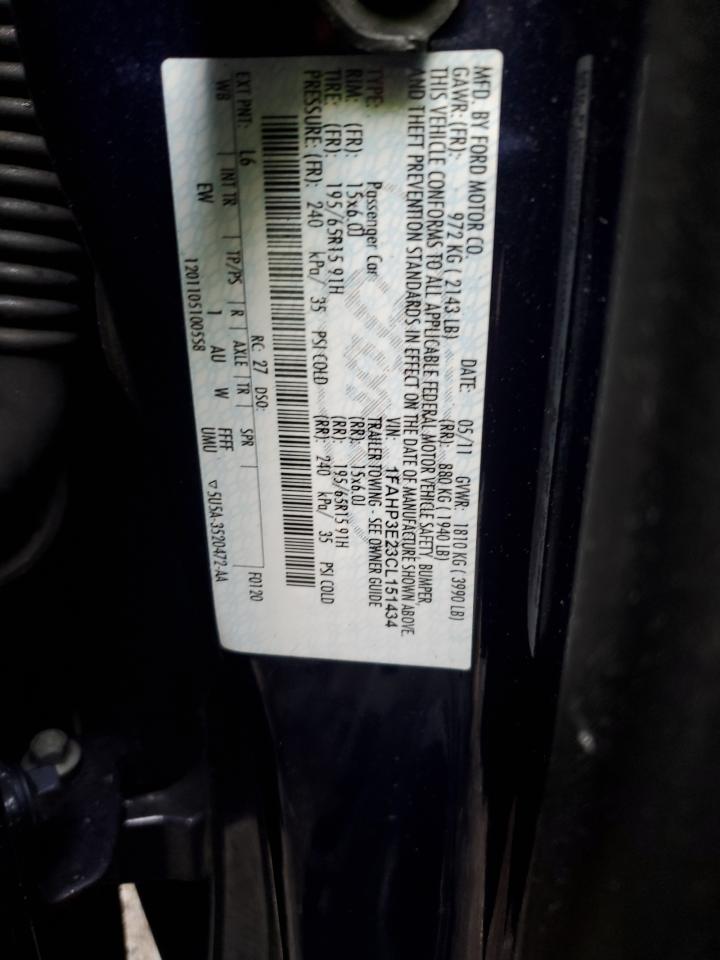 MFD. BY FORD MOTOR CO.
DATE: 05/11 GVWR: 1810 KG ( 3990 LB)
GAWR: (FR): 972 KG ( 2143 LB) (RR): 880 KG ( 1940 LB)
THIS VEHICLE CONFORMS TO ALL APPLICABLE FEDERAL MOTOR VEHICLE SAFETY, BUMPER,
AND THEFT PREVENTION STANDARDS IN EFFECT ON THE DATE OF MANUFACTURE SHOWN ABOVE.
VIN: 1FAHP3E23CL151434
TYPE: Passenger Car TRAILER TOWING - SEE OWNER GUIDE
RIM: (FR): 15x6.0J (RR): 15x6.0J
TIRE: (FR): 195/65R15 91H (RR): 195/65R15 91H
PRESSURE: (FR): 240 kPa/ 35 PSI COLD (RR): 240 kPa/ 35 PSI COLD
F0120
EXT PNT: L6 RC: 27 DSO:
WB INT TR TP/PS R AXLE TR SPR
EW 1 AU W FFFF UMU
1201105100558 ▽5U5A-3520472-AA